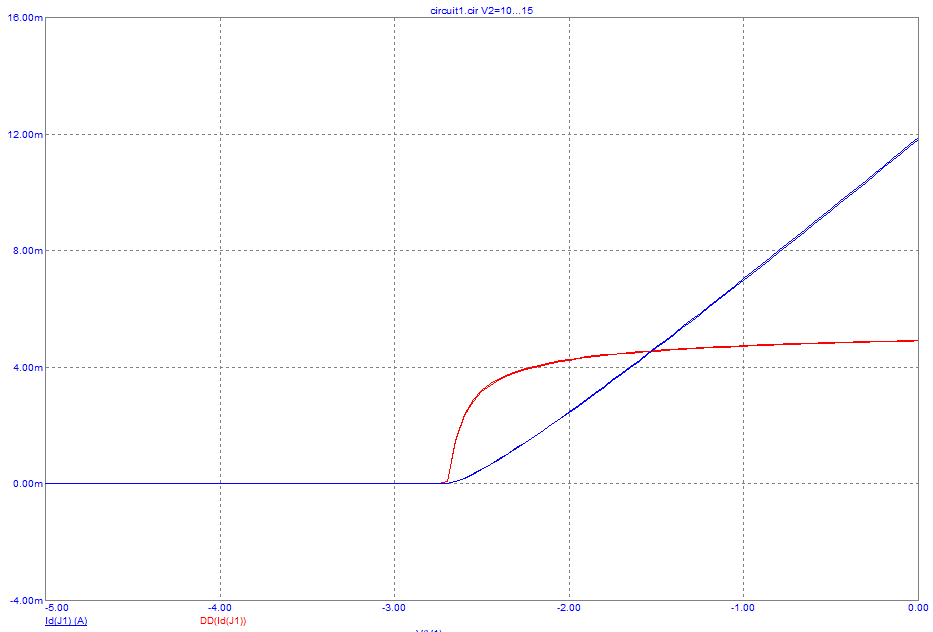 circuit1.cir V2=10...15
16.00m
12.00m
8.00m
4.00m
0.00m
-4.00m
-5.00 -4.00 -3.00 -2.00 -1.00 0.00
Id(J1) (A) DD(Id(J1))